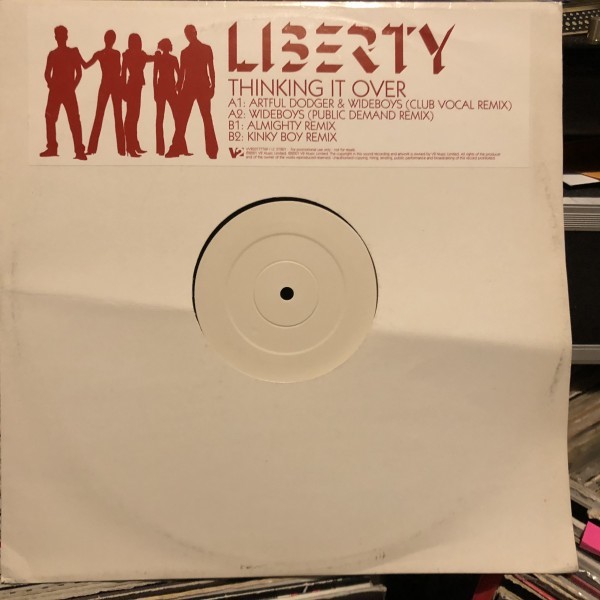 LIBERTY
THINKING IT OVER
A1: ARTFUL DODGER & WIDEBOYS (CLUB VOCAL REMIX)
A2: WIDEBOYS (PUBLIC DEMAND REMIX)
B1: ALMIGHTY REMIX
B2: KINKY BOY REMIX
V2